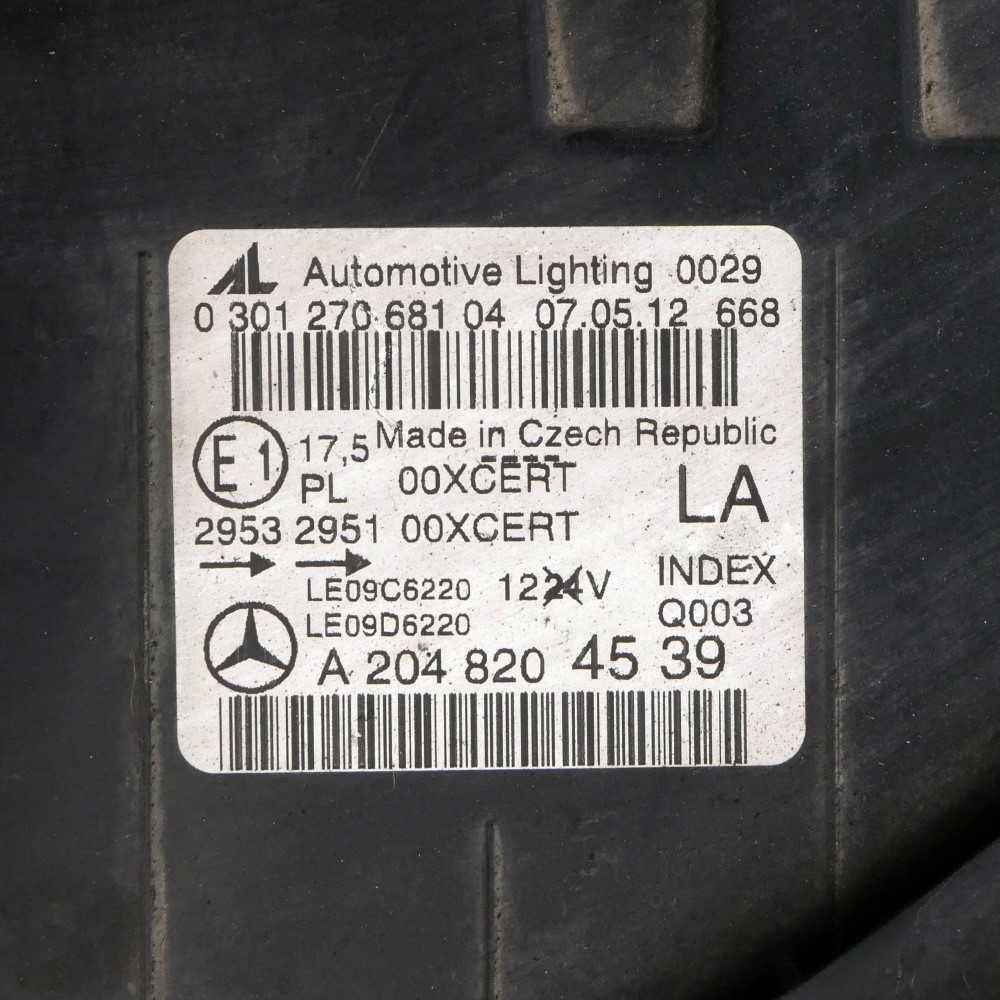 AL Automotive Lighting 0029
0 301 270 681 04 07.05.12 668
E1 17,5 Made in Czech Republic
PL 00XCERT LA
2953 2951 00XCERT
LE09C6220 1224V INDEX
LE09D6220 Q003
A 204 820 45 39